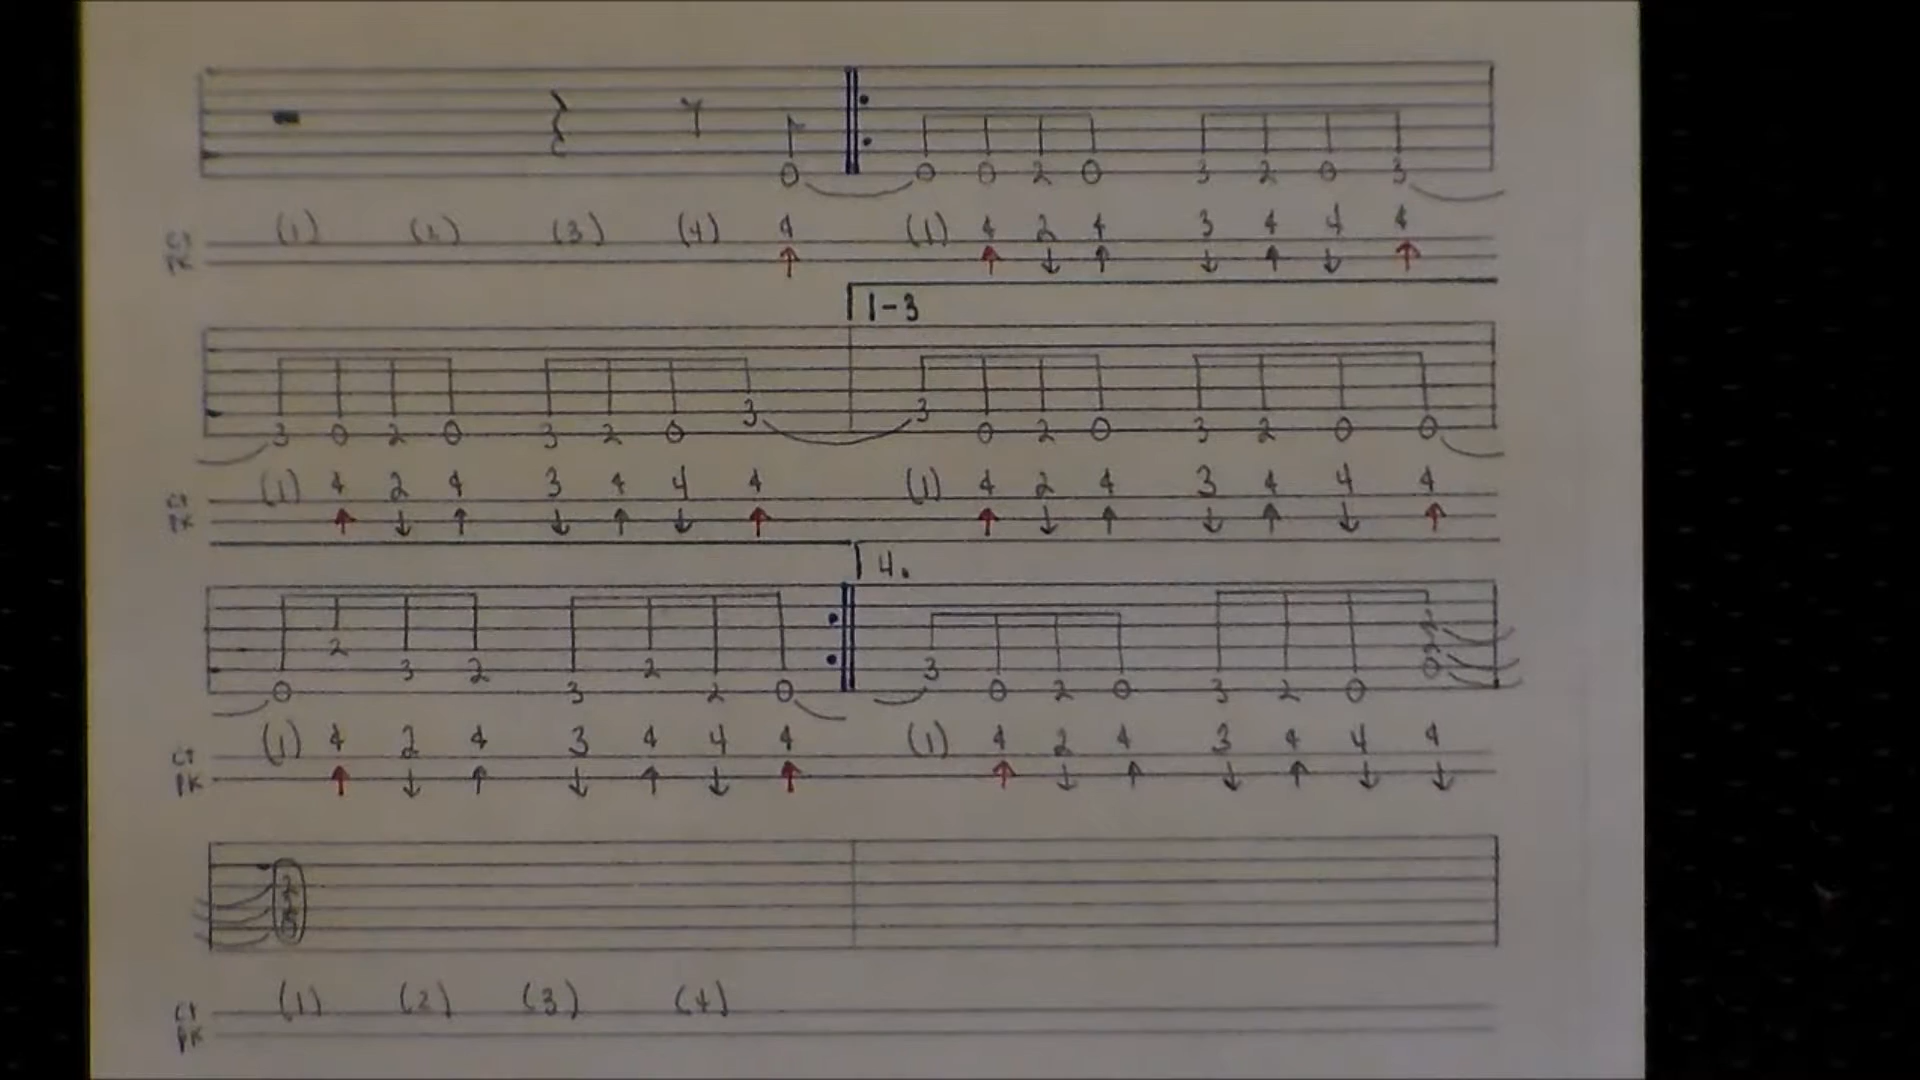 0 0 0 2 0 3 2 0 3
(1) (2) (3) (4) 4 (1) 4 2 4 3 4 4 4
CT
PK ↑ ↑ ↓ ↑ ↓ ↑ ↓ ↑
1-3
3 0 2 0 3 2 0 3 3 0 2 0 3 2 0 0
(1) 4 2 4 3 4 4 4 (1) 4 2 4 3 4 4 4
CT
PK ↑ ↓ ↑ ↓ ↑ ↓ ↑ ↑ ↓ ↑ ↓ ↑ ↓ ↑
4.
0 2 3 2 3 2 2 0 3 0 2 0 3 2 0
(1) 4 2 4 3 4 4 4 (1) 4 2 4 3 4 4 4
CT
PK ↑ ↓ ↑ ↓ ↑ ↓ ↑ ↑ ↓ ↑ ↓ ↑ ↓ ↓
(1) (2) (3) (4)
CT
PK